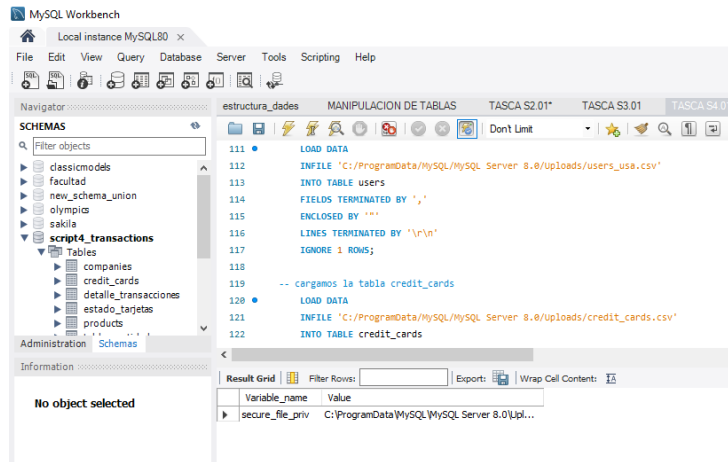 MySQL Workbench
Local instance MySQL80 ×
File Edit View Query Database Server Tools Scripting Help
Navigator
estructura_dades MANIPULACION DE TABLAS TASCA S2.01* TASCA S3.01 TASCA S4.0
SCHEMAS
Filter objects
classicmodels
facultad
new_schema_union
olympics
sakila
script4_transactions
Tables
companies
credit_cards
detalle_transacciones
estado_tarjetas
products
Administration Schemas
Information
No object selected
Don't Limit
111 LOAD DATA
112 INFILE 'C:/ProgramData/MySQL/MySQL Server 8.0/Uploads/users_usa.csv'
113 INTO TABLE users
114 FIELDS TERMINATED BY ','
115 ENCLOSED BY '"'
116 LINES TERMINATED BY '\r\n'
117 IGNORE 1 ROWS;
118
119 -- cargamos la tabla credit_cards
120 LOAD DATA
121 INFILE 'C:/ProgramData/MySQL/MySQL Server 8.0/Uploads/credit_cards.csv'
122 INTO TABLE credit_cards
Result Grid Filter Rows: Export: Wrap Cell Content:
Variable_name Value
secure_file_priv C:\ProgramData\MySQL\MySQL Server 8.0\Upl...